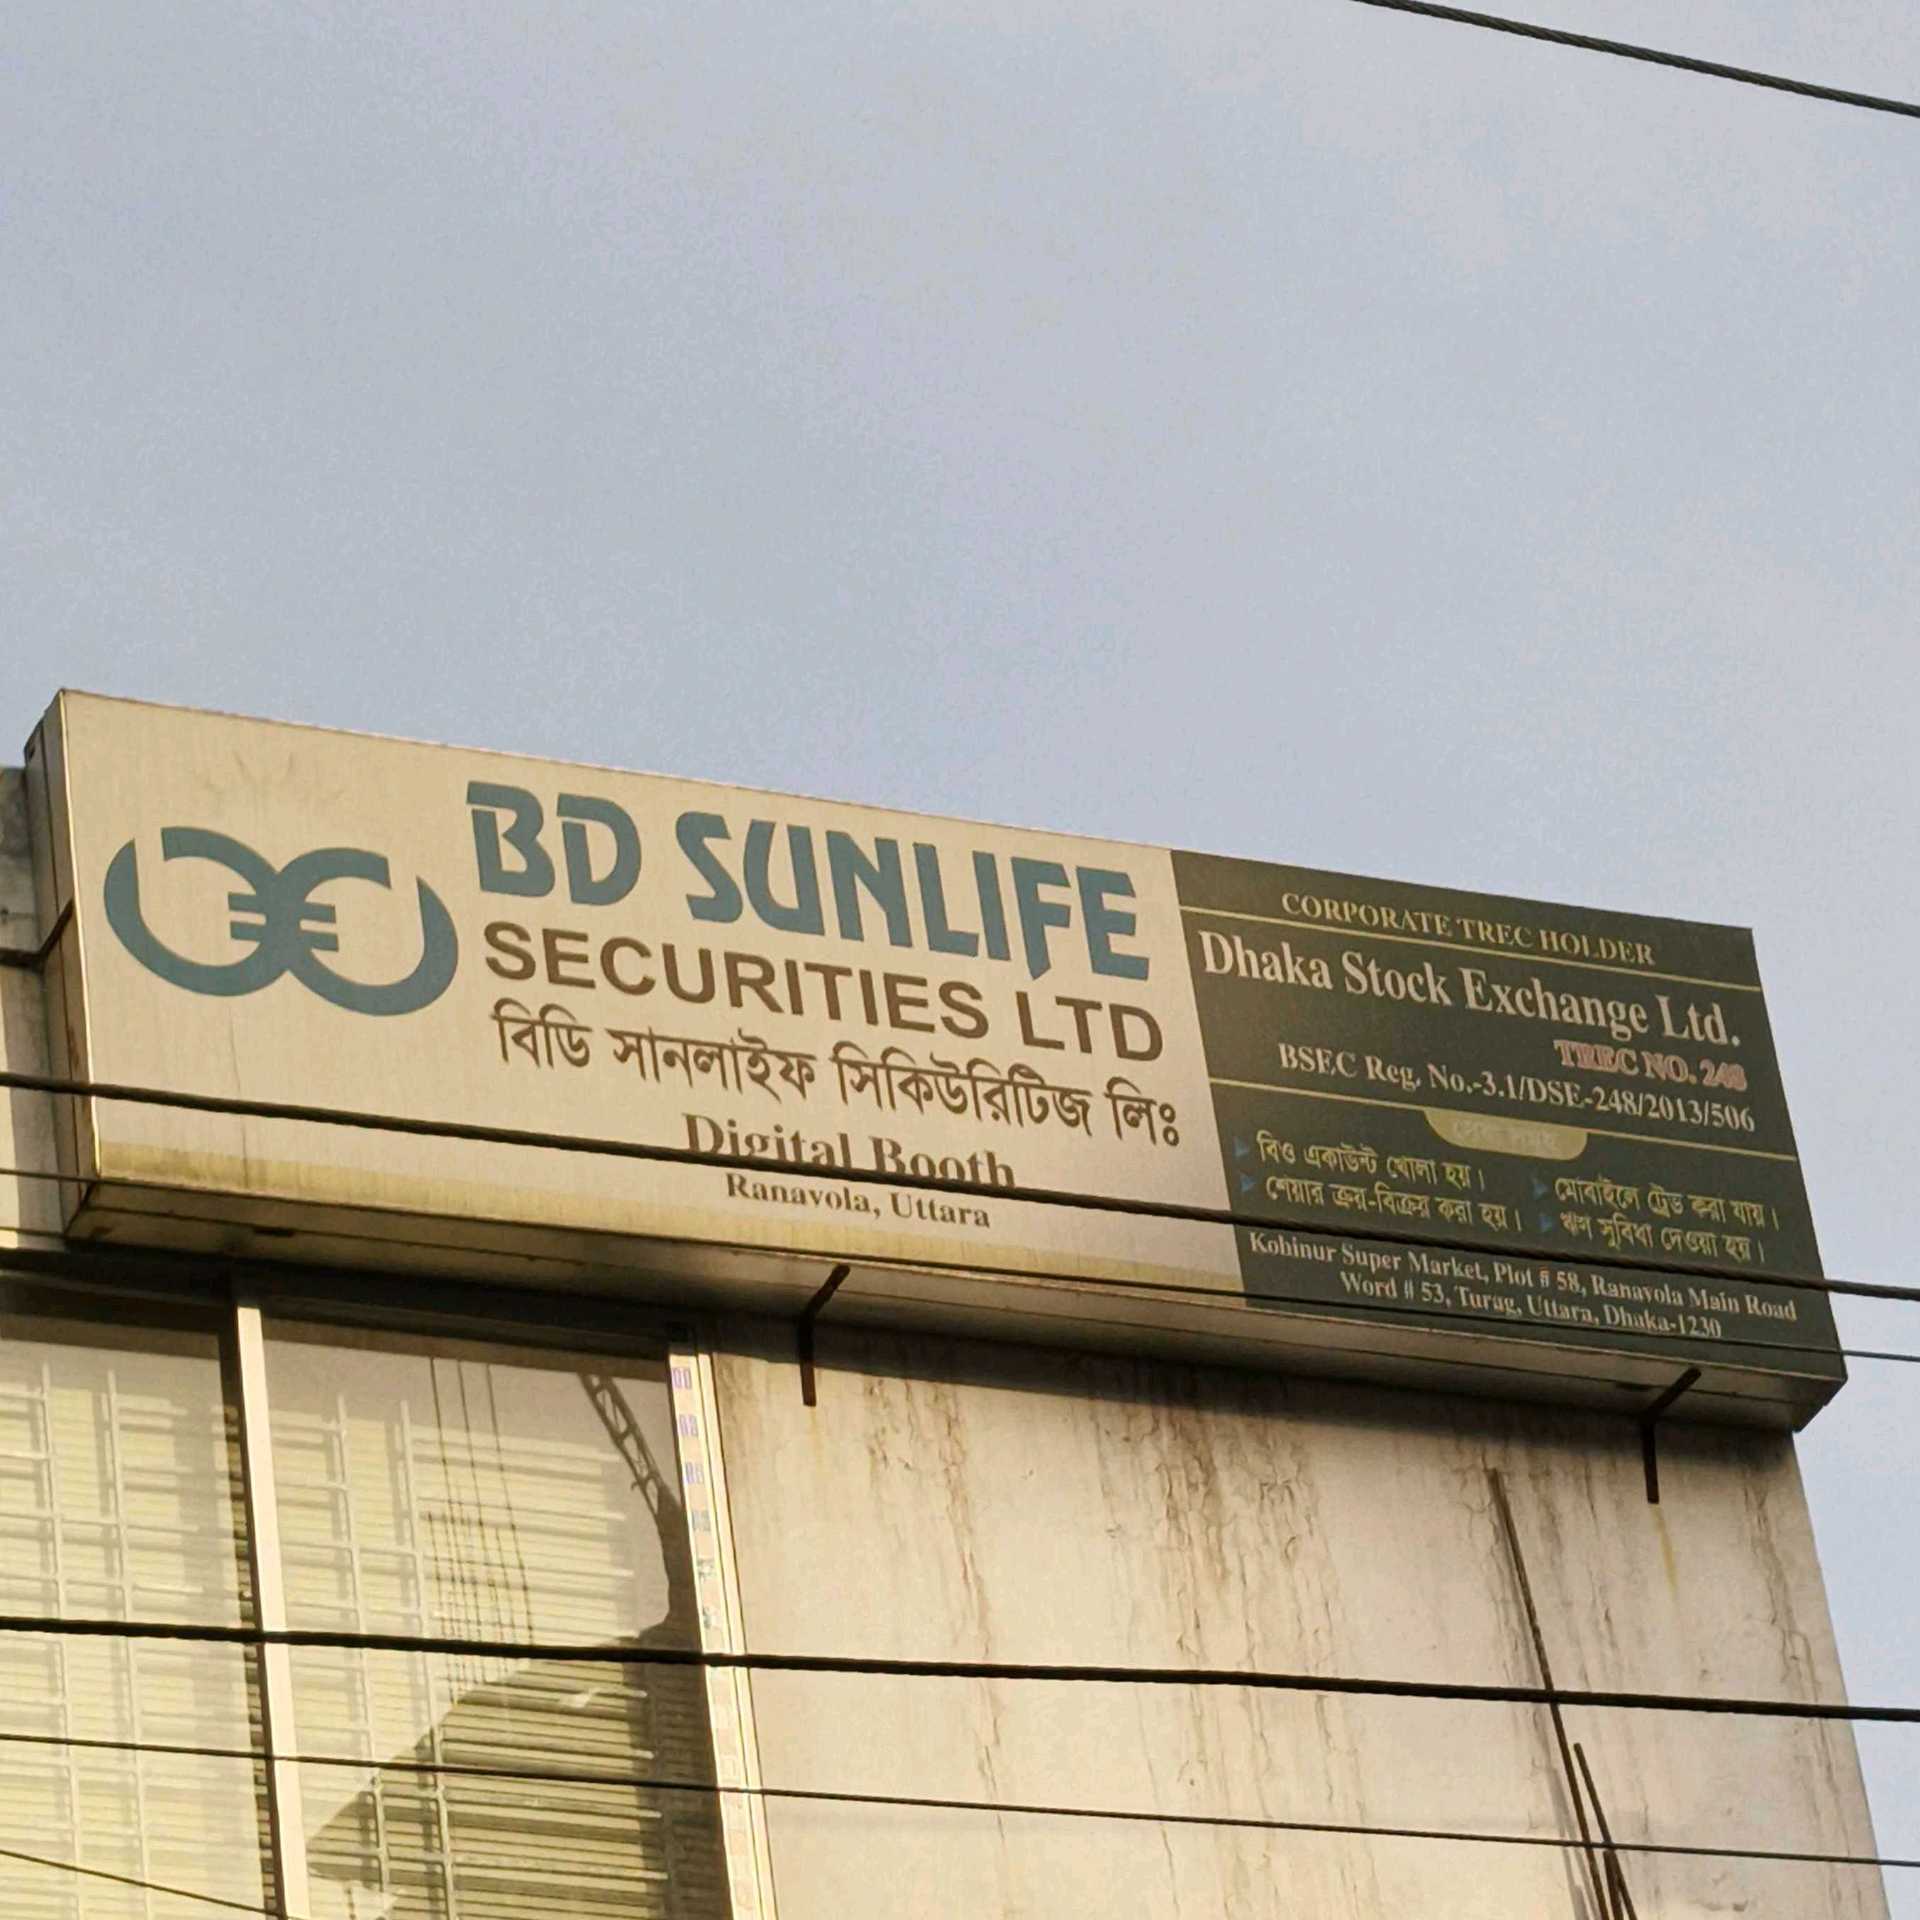 BD SUNLIFE
SECURITIES LTD
বিডি সানলাইফ সিকিউরিটিজ লিঃ
Digital Booth
Ranavola, Uttara
CORPORATE TREC HOLDER
Dhaka Stock Exchange Ltd.
TREC NO. 248
BSEC Reg. No.-3.1/DSE-248/2013/506
বিও একাউন্ট খোলা হয়।
শেয়ার ক্রয়-বিক্রয় করা হয়।
মোবাইলে ট্রেড করা যায়।
ঋণ সুবিধা দেওয়া হয়।
Kohinur Super Market, Plot # 58, Ranavola Main Road
Word # 53, Turag, Uttara, Dhaka-1230